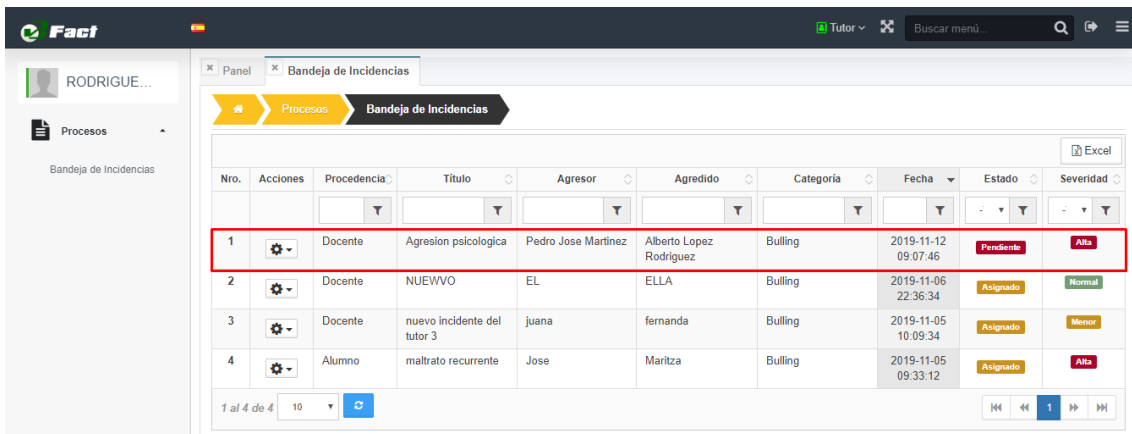 Fact
Tutor
Buscar menú...
RODRIGUE...
Procesos
Bandeja de Incidencias
Panel
Bandeja de Incidencias
Procesos
Bandeja de Incidencias
Excel
Nro. Acciones Procedencia Título Agresor Agredido Categoría Fecha Estado Severidad
1 Docente Agresion psicologica Pedro Jose Martinez Alberto Lopez Rodriguez Bulling 2019-11-12 09:07:46 Pendiente Alta
2 Docente NUEWVO EL ELLA Bulling 2019-11-06 22:36:34 Asignado Normal
3 Docente nuevo incidente del tutor 3 juana fernanda Bulling 2019-11-05 10:09:34 Asignado Menor
4 Alumno maltrato recurrente Jose Maritza Bulling 2019-11-05 09:33:12 Asignado Alta
1 al 4 de 4 10 1